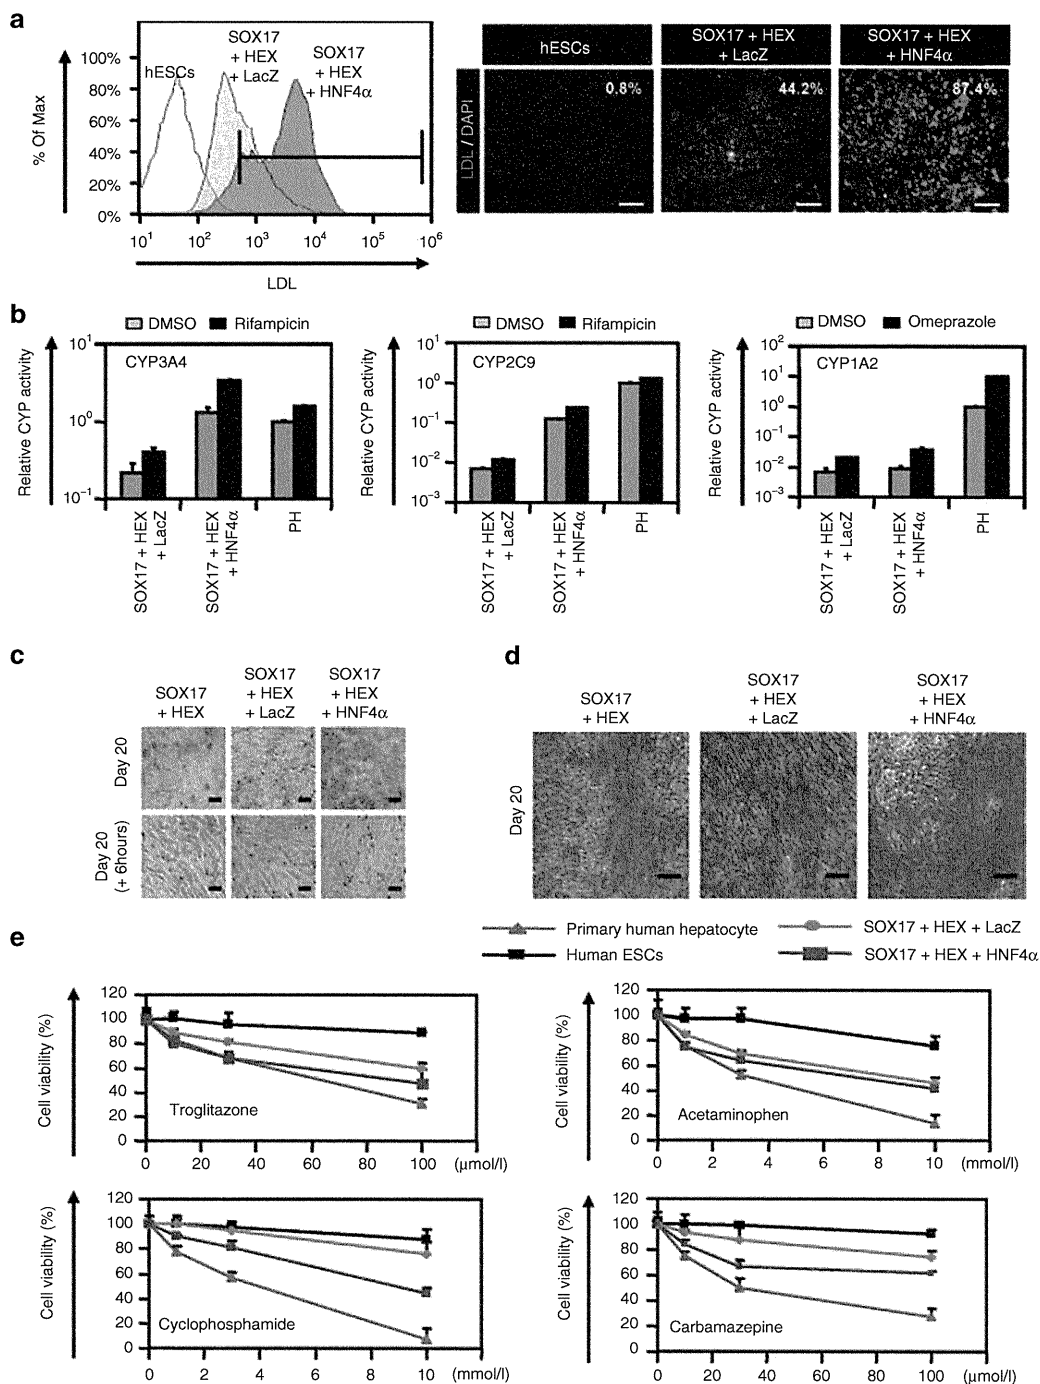 a
100%
80%
60%
40%
20%
0%
% Of Max
hESCs
SOX17
+ HEX
+ LacZ
SOX17
+ HEX
+ HNF4α
10¹ 10² 10³ 10⁴ 10⁵ 10⁶
LDL
hESCs
SOX17 + HEX
+ LacZ
SOX17 + HEX
+ HNF4α
LDL / DAPI
0.8%
44.2%
87.4%
b
DMSO Rifampicin
CYP3A4
Relative CYP activity
10¹
10⁰
10⁻¹
SOX17 + HEX
+ LacZ
SOX17 + HEX
+ HNF4α
PH
DMSO Rifampicin
CYP2C9
Relative CYP activity
10¹
10⁰
10⁻¹
10⁻²
10⁻³
SOX17 + HEX
+ LacZ
SOX17 + HEX
+ HNF4α
PH
DMSO Omeprazole
CYP1A2
Relative CYP activity
10²
10¹
10⁰
10⁻¹
10⁻²
10⁻³
SOX17 + HEX
+ LacZ
SOX17 + HEX
+ HNF4α
PH
c
SOX17
+ HEX
SOX17
+ HEX
+ LacZ
SOX17
+ HEX
+ HNF4α
Day 20
Day 20
(+ 6hours)
d
SOX17
+ HEX
SOX17
+ HEX
+ LacZ
SOX17
+ HEX
+ HNF4α
Day 20
e
Primary human hepatocyte
SOX17 + HEX + LacZ
Human ESCs
SOX17 + HEX + HNF4α
Cell viability (%)
120
100
80
60
40
20
0
Troglitazone
0 20 40 60 80 100 (μmol/l)
Cell viability (%)
120
100
80
60
40
20
0
Acetaminophen
0 2 4 6 8 10 (mmol/l)
Cell viability (%)
120
100
80
60
40
20
0
Cyclophosphamide
0 2 4 6 8 10 (mmol/l)
Cell viability (%)
120
100
80
60
40
20
0
Carbamazepine
0 20 40 60 80 100 (μmol/l)